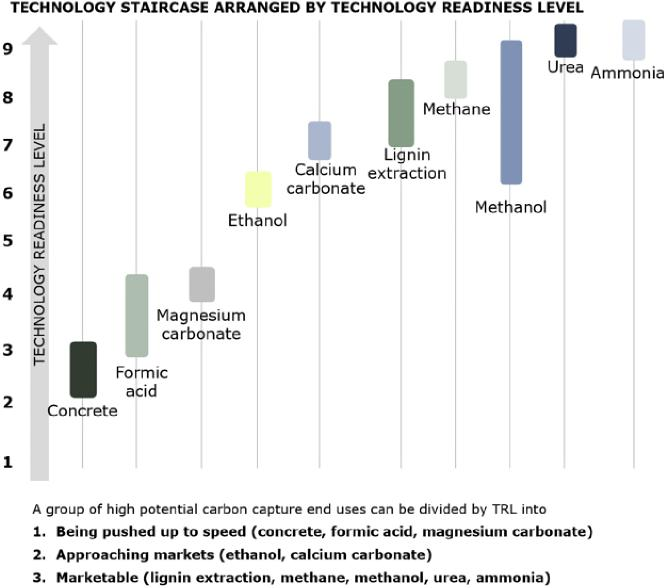 TECHNOLOGY STAIRCASE ARRANGED BY TECHNOLOGY READINESS LEVEL
9
8
7
6
5
4
3
2
1
TECHNOLOGY READINESS LEVEL
Concrete
Formic
acid
Magnesium
carbonate
Ethanol
Calcium
carbonate
Lignin
extraction
Methane
Methanol
Urea
Ammonia
A group of high potential carbon capture end uses can be divided by TRL into
1. Being pushed up to speed (concrete, formic acid, magnesium carbonate)
2. Approaching markets (ethanol, calcium carbonate)
3. Marketable (lignin extraction, methane, methanol, urea, ammonia)